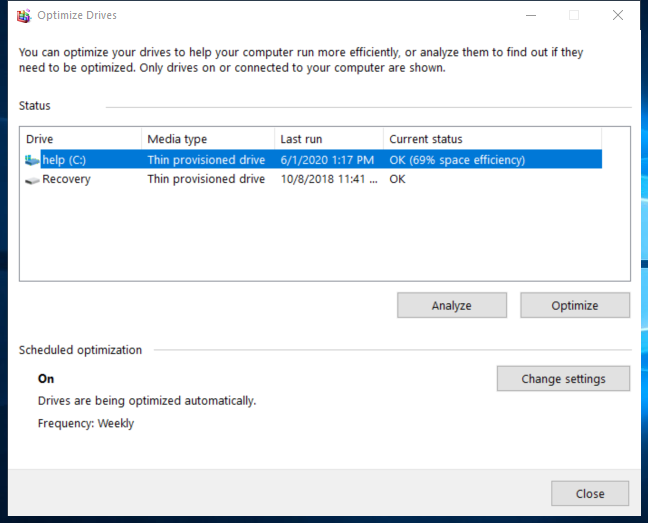 Optimize Drives
You can optimize your drives to help your computer run more efficiently, or analyze them to find out if they
need to be optimized. Only drives on or connected to your computer are shown.
Status
Drive Media type Last run Current status
help (C:) Thin provisioned drive 6/1/2020 1:17 PM OK (69% space efficiency)
Recovery Thin provisioned drive 10/8/2018 11:41 ... OK
Analyze Optimize
Scheduled optimization
On Change settings
Drives are being optimized automatically.
Frequency: Weekly
Close